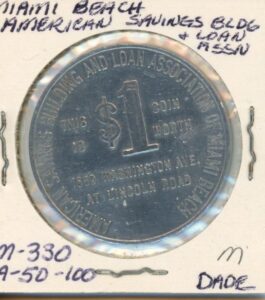 MIAMI BEACH
AMERICAN SAVINGS BLDG
+ LOAN
ASSN
AMERICAN SAVINGS BUILDING AND LOAN ASSOCIATION OF MIAMI BEACH
THIS COIN
$1
IS WORTH
WASHINGTON AVE.
AT LINCOLN ROAD
M-330
A-50-100
M
DADE